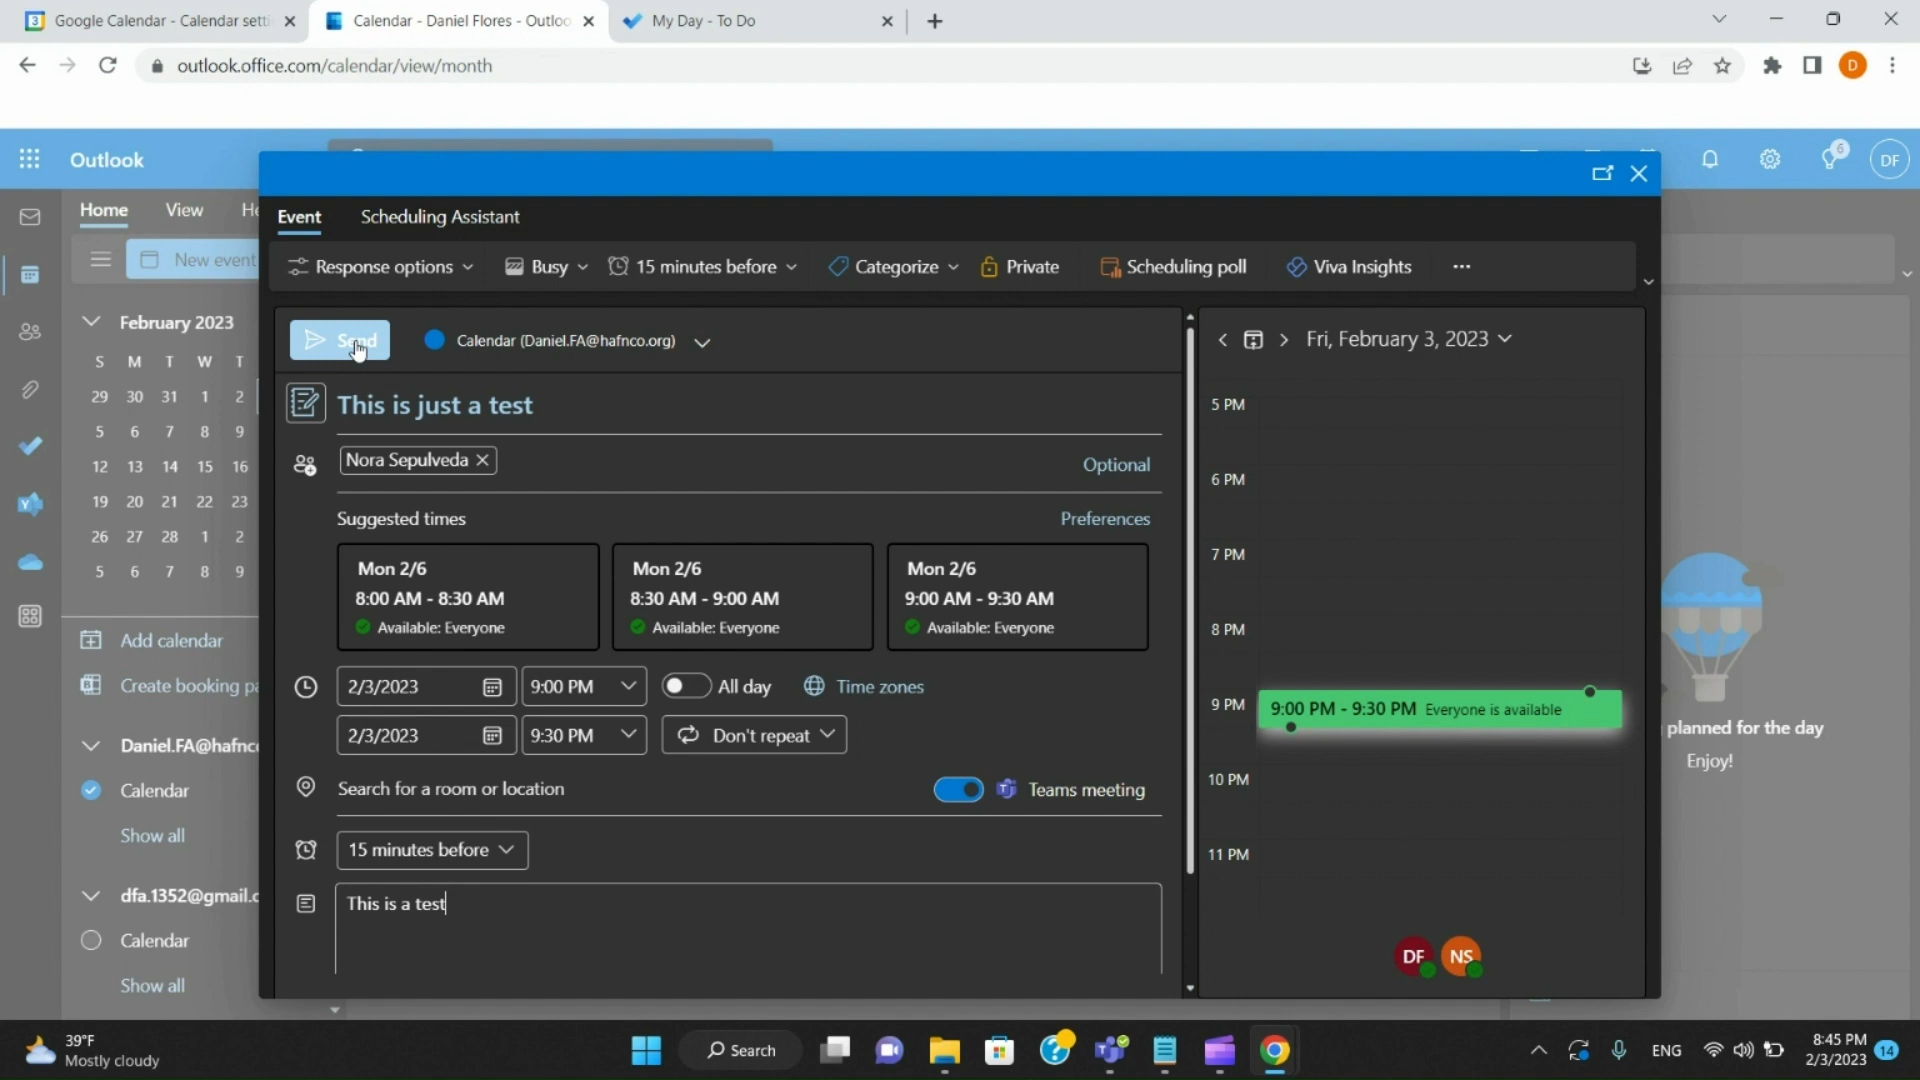 Google Calendar - Calendar setti
Calendar - Daniel Flores - Outloo
My Day - To Do
outlook.office.com/calendar/view/month
D
Outlook
6
DF
Home View He
New event
Event
Scheduling Assistant
Response options
Busy
15 minutes before
Categorize
Private
Scheduling poll
Viva Insights
Send
Calendar (Daniel.FA@hafnco.org)
Fri, February 3, 2023
February 2023
S M T W T
29 30 31 1 2
5 6 7 8 9
12 13 14 15 16
19 20 21 22 23
26 27 28 1 2
5 6 7 8 9
Add calendar
Create booking pa
Daniel.FA@hafnco
Calendar
Show all
dfa.1352@gmail.c
Calendar
Show all
This is just a test
Nora Sepulveda
Optional
Suggested times
Preferences
Mon 2/6
8:00 AM - 8:30 AM
Available: Everyone
Mon 2/6
8:30 AM - 9:00 AM
Available: Everyone
Mon 2/6
9:00 AM - 9:30 AM
Available: Everyone
2/3/2023
9:00 PM
All day
Time zones
2/3/2023
9:30 PM
Don't repeat
Search for a room or location
Teams meeting
15 minutes before
This is a test
5 PM
6 PM
7 PM
8 PM
9 PM
9:00 PM - 9:30 PM Everyone is available
10 PM
11 PM
DF
NS
planned for the day
Enjoy!
39°F
Mostly cloudy
Search
ENG
8:45 PM
2/3/2023
14